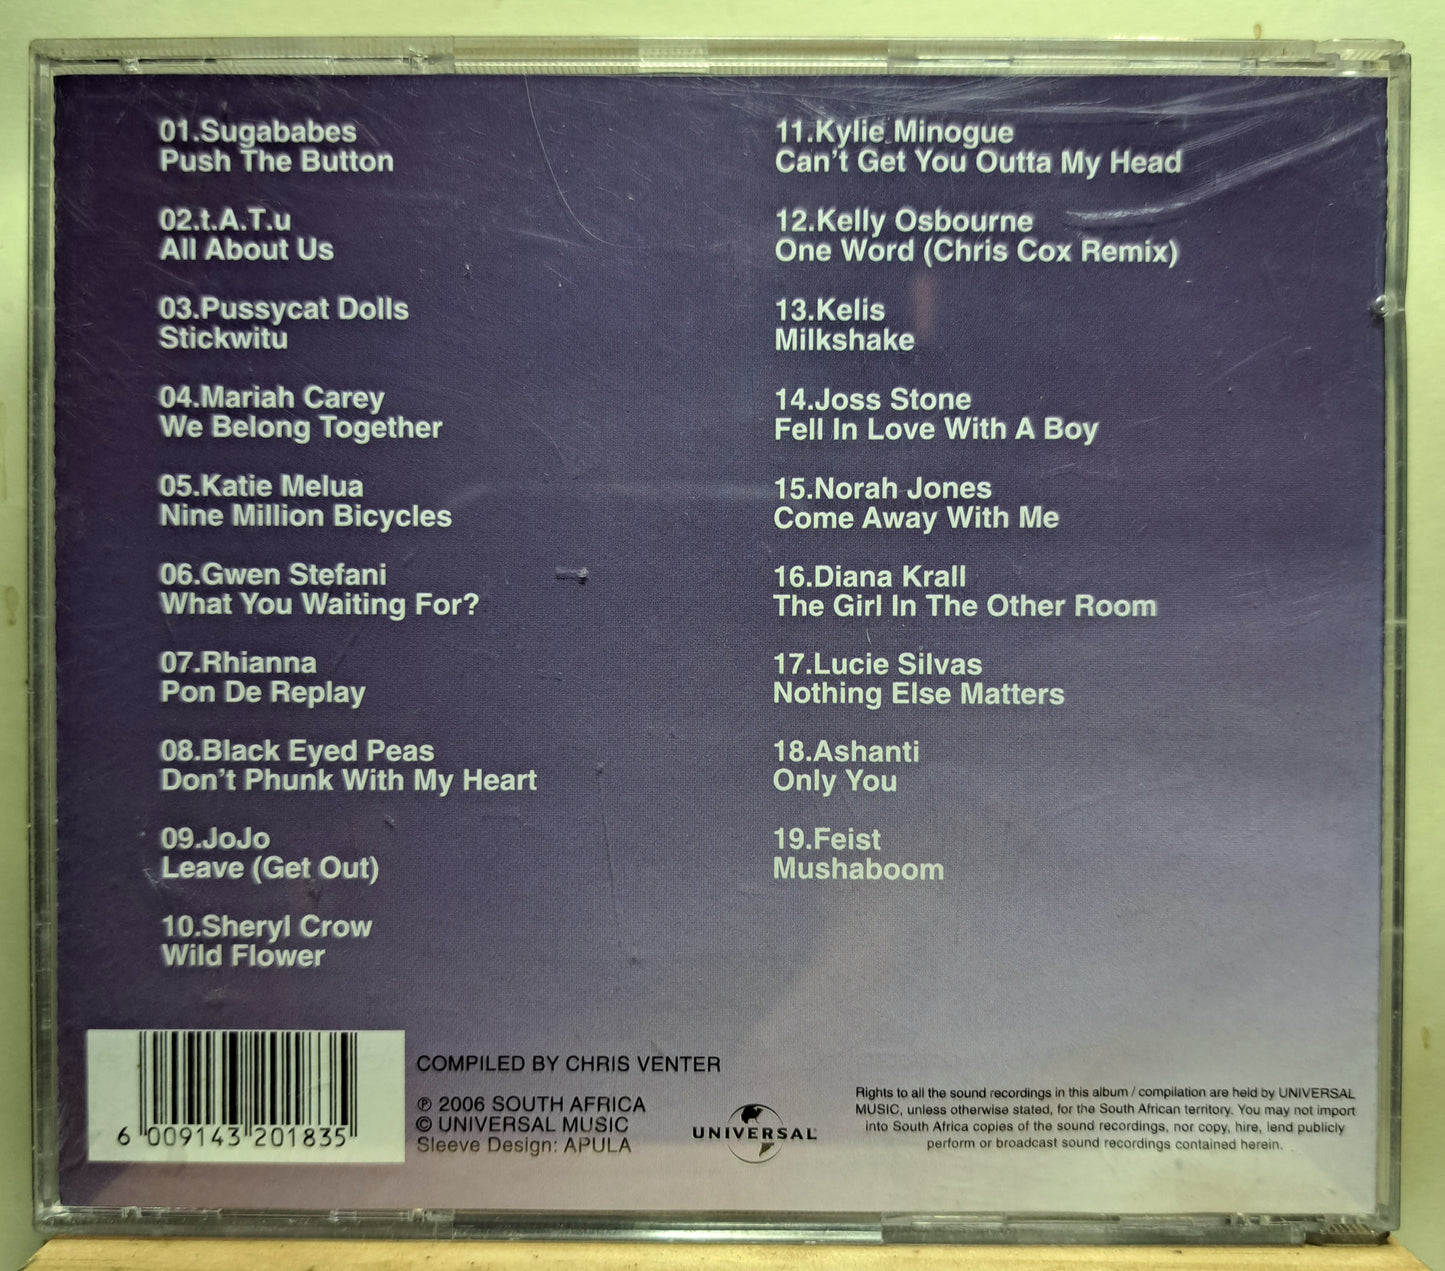 01.Sugababes
Push The Button
02.t.A.T.u
All About Us
03.Pussycat Dolls
Stickwitu
04.Mariah Carey
We Belong Together
05.Katie Melua
Nine Million Bicycles
06.Gwen Stefani
What You Waiting For?
07.Rhianna
Pon De Replay
08.Black Eyed Peas
Don't Phunk With My Heart
09.JoJo
Leave (Get Out)
10.Sheryl Crow
Wild Flower
11.Kylie Minogue
Can't Get You Outta My Head
12.Kelly Osbourne
One Word (Chris Cox Remix)
13.Kelis
Milkshake
14.Joss Stone
Fell In Love With A Boy
15.Norah Jones
Come Away With Me
16.Diana Krall
The Girl In The Other Room
17.Lucie Silvas
Nothing Else Matters
18.Ashanti
Only You
19.Feist
Mushaboom
6 009143 201835
COMPILED BY CHRIS VENTER
℗ 2006 SOUTH AFRICA
© UNIVERSAL MUSIC
Sleeve Design: APULA
UNIVERSAL
Rights to all the sound recordings in this album / compilation are held by UNIVERSAL
MUSIC, unless otherwise stated, for the South African territory. You may not import
into South Africa copies of the sound recordings, nor copy, hire, lend publicly
perform or broadcast sound recordings contained herein.